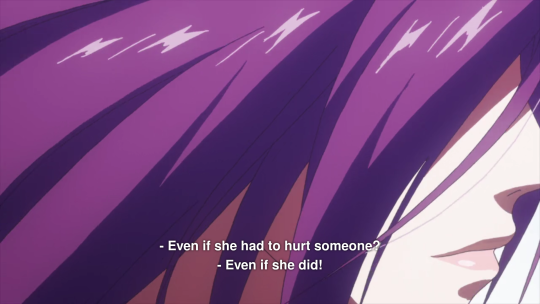 - Even if she had to hurt someone?
- Even if she did!